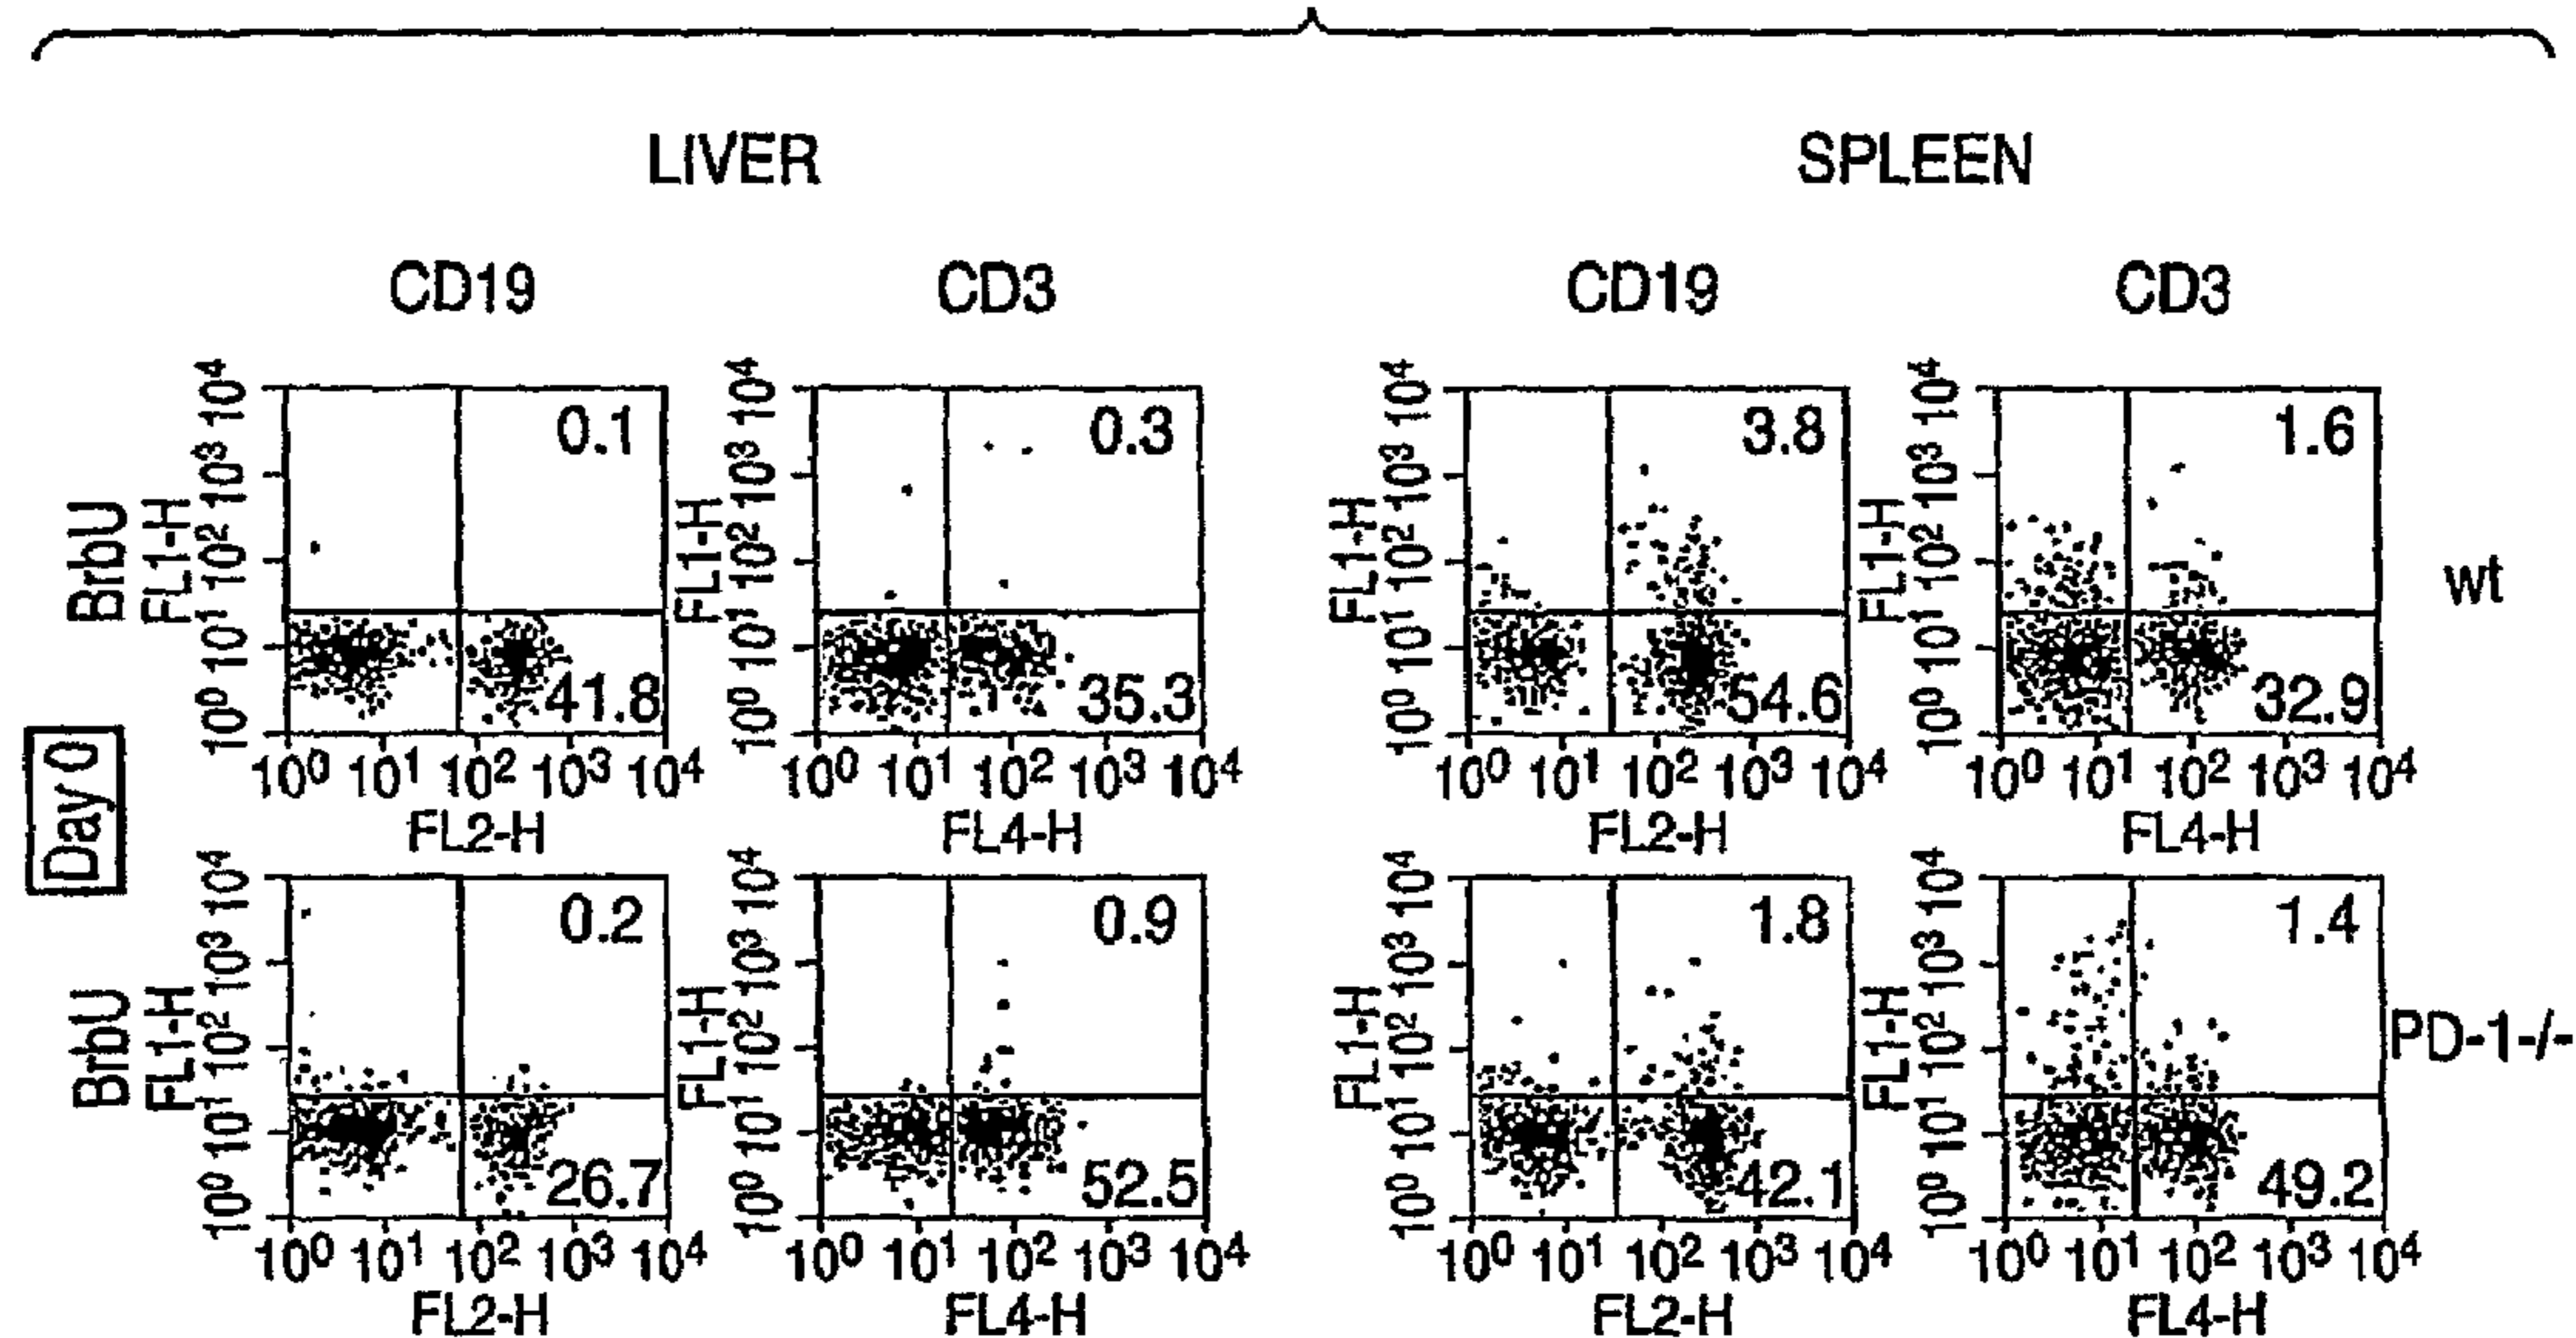 LIVER SPLEEN
CD19 CD3 CD19 CD3
Day 0
BrbU
FL1-H
10⁰ 10¹ 10² 10³ 10⁴
0.1
41.8
10⁰ 10¹ 10² 10³ 10⁴
FL2-H
FL1-H
10⁰ 10¹ 10² 10³ 10⁴
0.3
35.3
10⁰ 10¹ 10² 10³ 10⁴
FL4-H
FL1-H
10⁰ 10¹ 10² 10³ 10⁴
3.8
54.6
10⁰ 10¹ 10² 10³ 10⁴
FL2-H
FL1-H
10⁰ 10¹ 10² 10³ 10⁴
1.6
32.9
10⁰ 10¹ 10² 10³ 10⁴
FL4-H
wt
BrbU
FL1-H
10⁰ 10¹ 10² 10³ 10⁴
0.2
26.7
10⁰ 10¹ 10² 10³ 10⁴
FL2-H
FL1-H
10⁰ 10¹ 10² 10³ 10⁴
0.9
52.5
10⁰ 10¹ 10² 10³ 10⁴
FL4-H
FL1-H
10⁰ 10¹ 10² 10³ 10⁴
1.8
42.1
10⁰ 10¹ 10² 10³ 10⁴
FL2-H
FL1-H
10⁰ 10¹ 10² 10³ 10⁴
1.4
49.2
10⁰ 10¹ 10² 10³ 10⁴
FL4-H
PD-1-/-